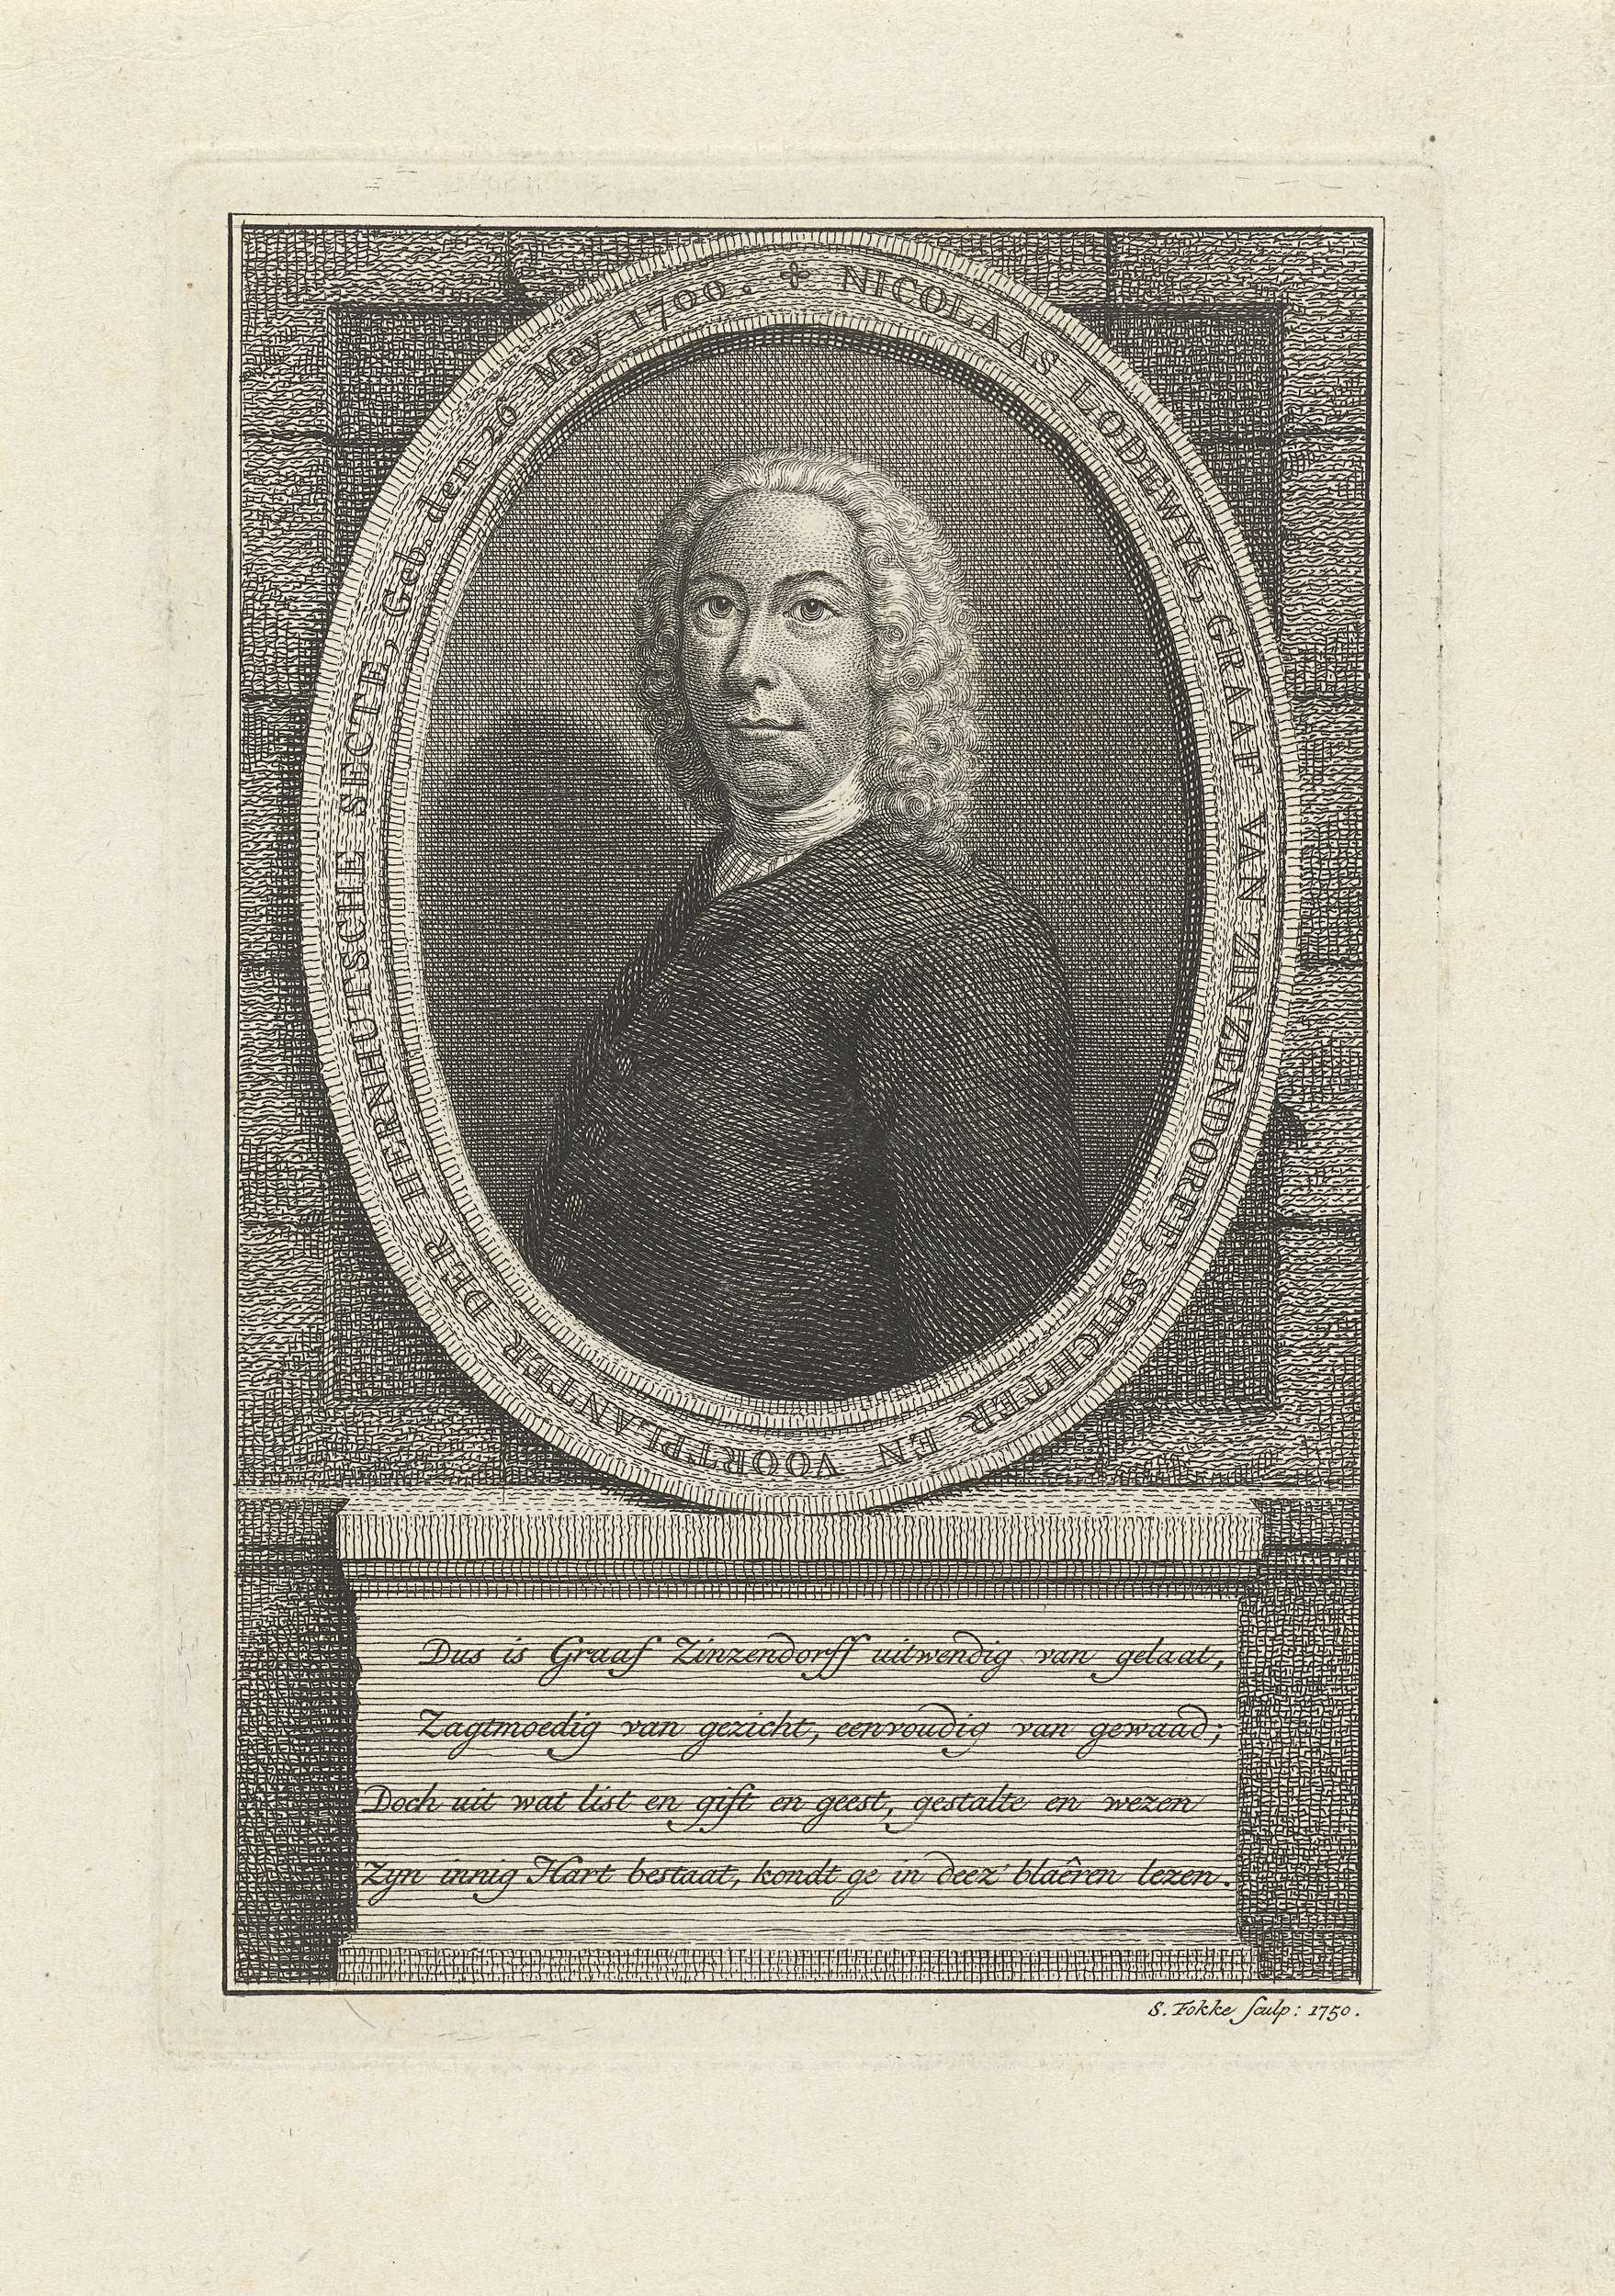 ✢ NICOLAAS LODEWYK, GRAAF VAN ZINZENDORFF, STICHTER EN VOORTPLANTER DER HERNHUTSCHE SECTE, Geb. den 26 May 1700.
Dus is Graaf Zinzendorff uitwendig van gelaat,
Zagtmoedig van gezicht, eenvoudig van gewaad;
Doch uit wat list en gift en geest, gestalte en wezen
Zyn innig Hart bestaat, kondt ge in deez' blaêren lezen.
S. Fokke sculp: 1750.